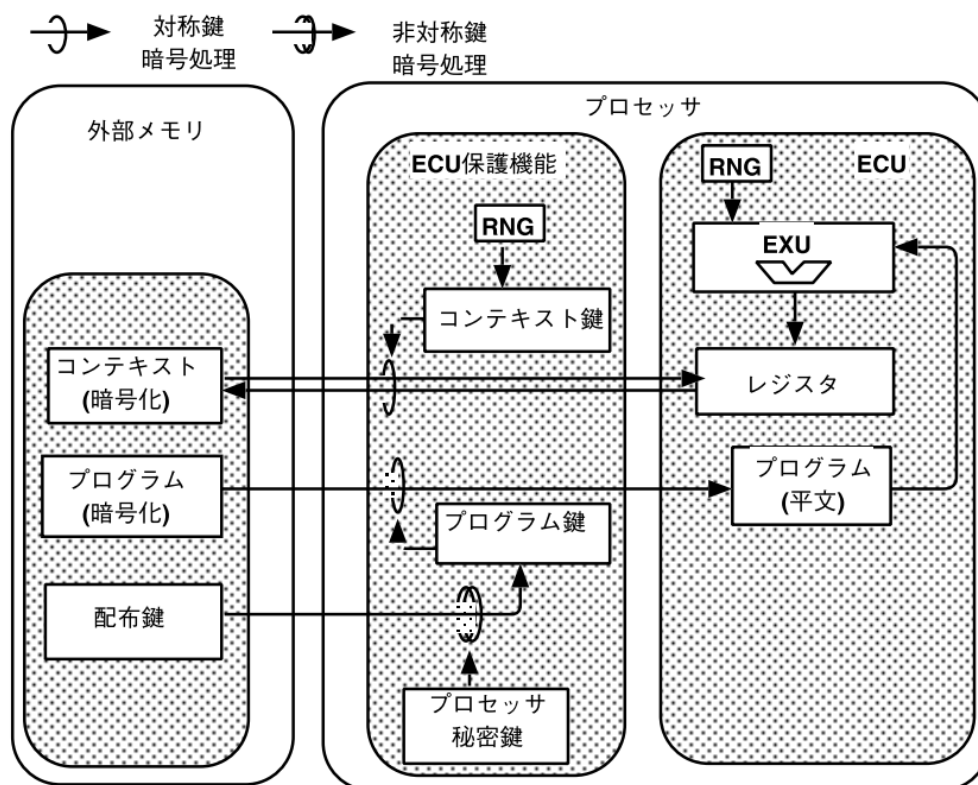 対称鍵
暗号処理
非対称鍵
暗号処理
外部メモリ
プロセッサ
ECU保護機能
RNG
ECU
RNG
EXU
コンテキスト鍵
コンテキスト
(暗号化)
レジスタ
プログラム
(暗号化)
プログラム
(平文)
プログラム鍵
配布鍵
プロセッサ
秘密鍵